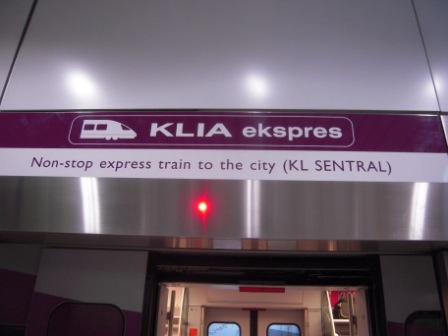 KLIA ekspres
Non-stop express train to the city (KL SENTRAL)